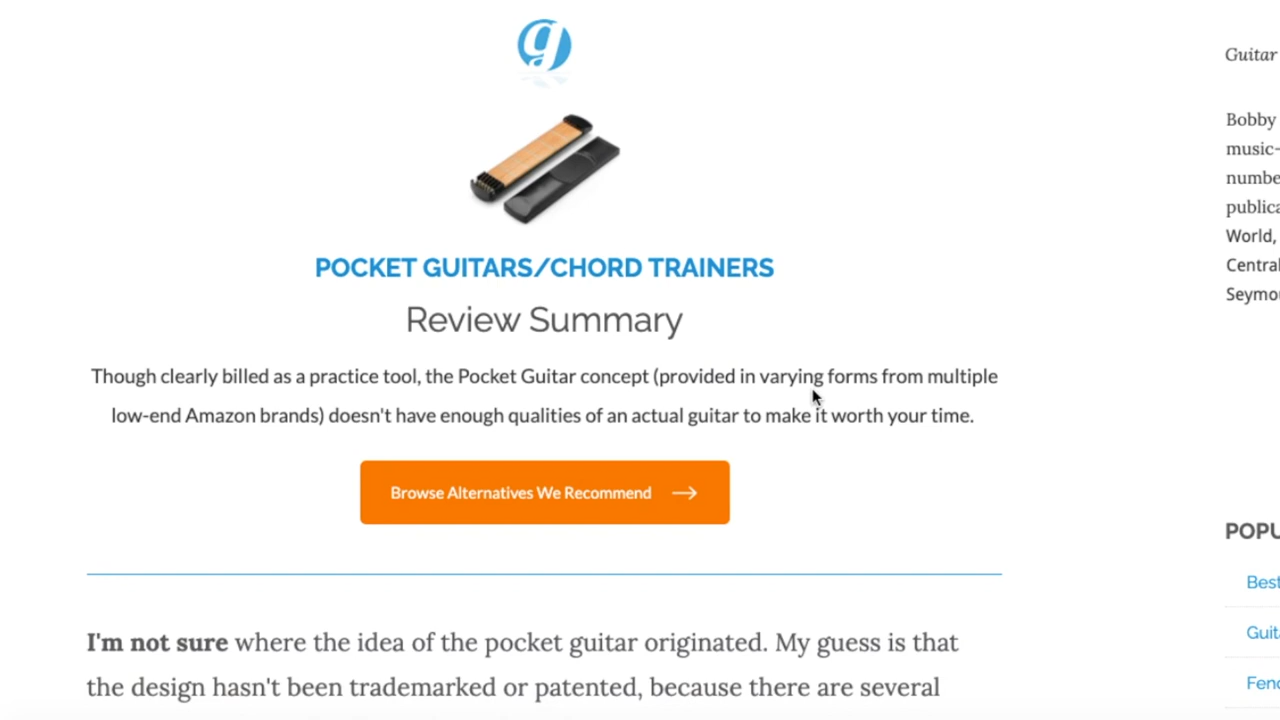 g
POCKET GUITARS/CHORD TRAINERS
Review Summary
Though clearly billed as a practice tool, the Pocket Guitar concept (provided in varying forms from multiple
low-end Amazon brands) doesn't have enough qualities of an actual guitar to make it worth your time.
Browse Alternatives We Recommend
I'm not sure where the idea of the pocket guitar originated. My guess is that
the design hasn't been trademarked or patented, because there are several
Guitar
Bobby
music-
numbe
publica
World,
Central
Seymou
POPU
Best
Guita
Fend